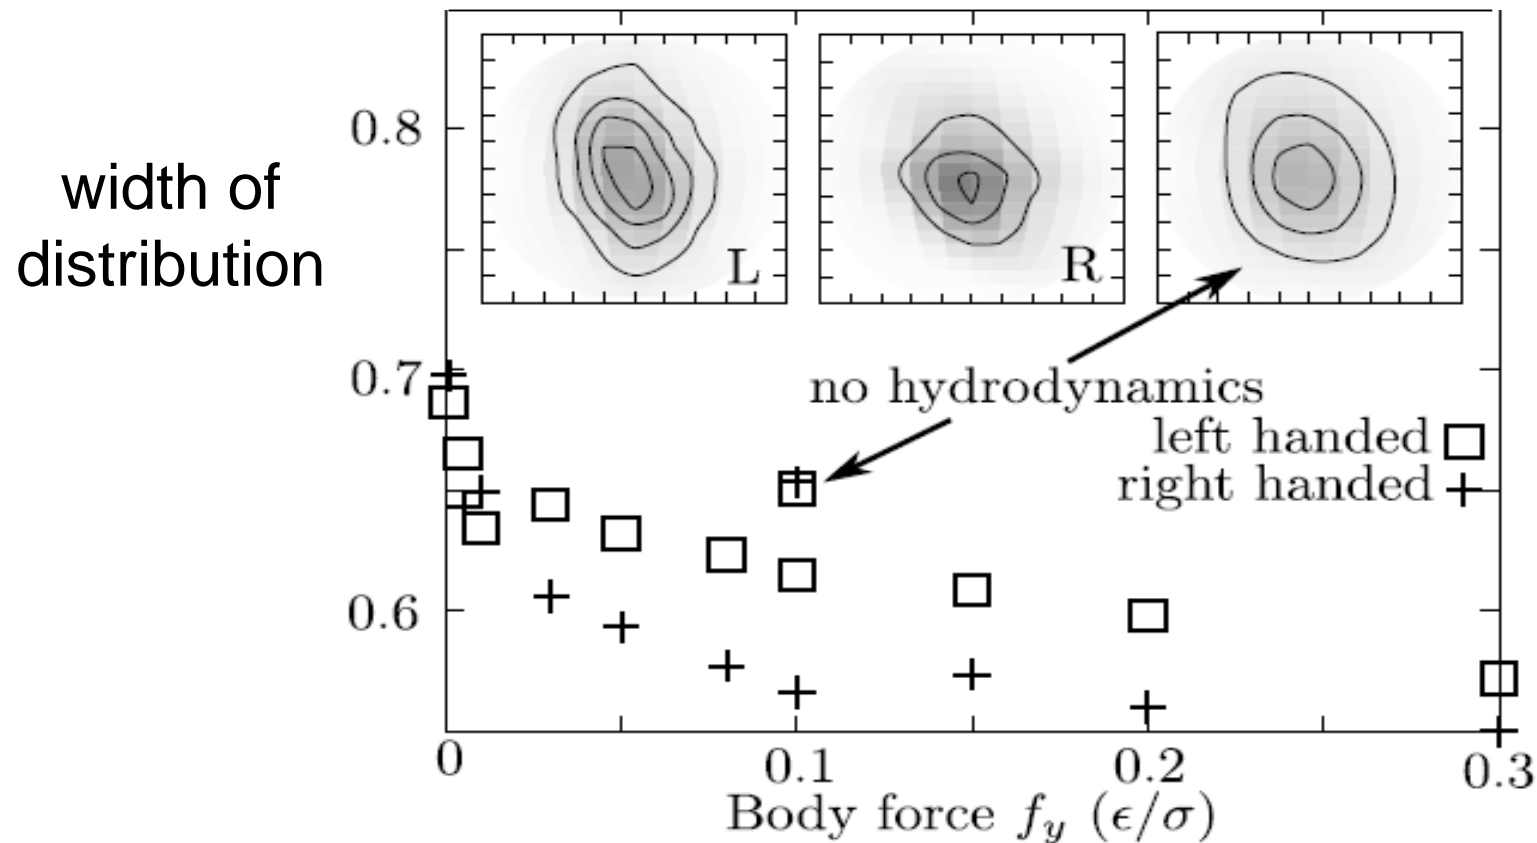 width of
distribution
0.8
0.7
0.6
L
R
no hydrodynamics
left handed
right handed
0
0.1
0.2
0.3
Body force f_y (ϵ/σ)